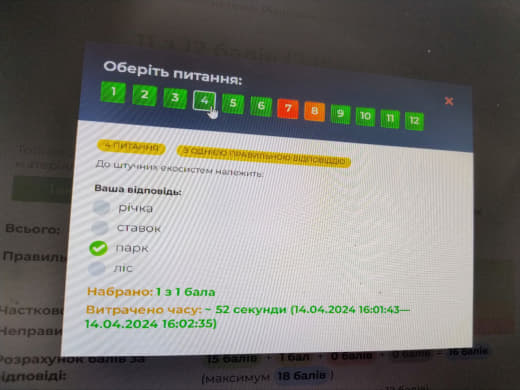 11 з 12 балів
Оберіть питання:
1 2 3 4 5 6 7 8 9 10 11 12
4 ПИТАННЯ З ОДНІЄЮ ПРАВИЛЬНОЮ ВІДПОВІДДЮ
До штучних екосистем належить:
Ваша відповідь:
річка
ставок
парк
ліс
Набрано: 1 з 1 бала
Витрачено часу: ~ 52 секунди (14.04.2024 16:01:43—
14.04.2024 16:02:35)
Всього:
Правиль
Частково
Неправи
Розрахунок балів за
відповіді:
15 балів + 1 бал + 0 балів + 0 балів = 16 балів
(максимум 18 балів)